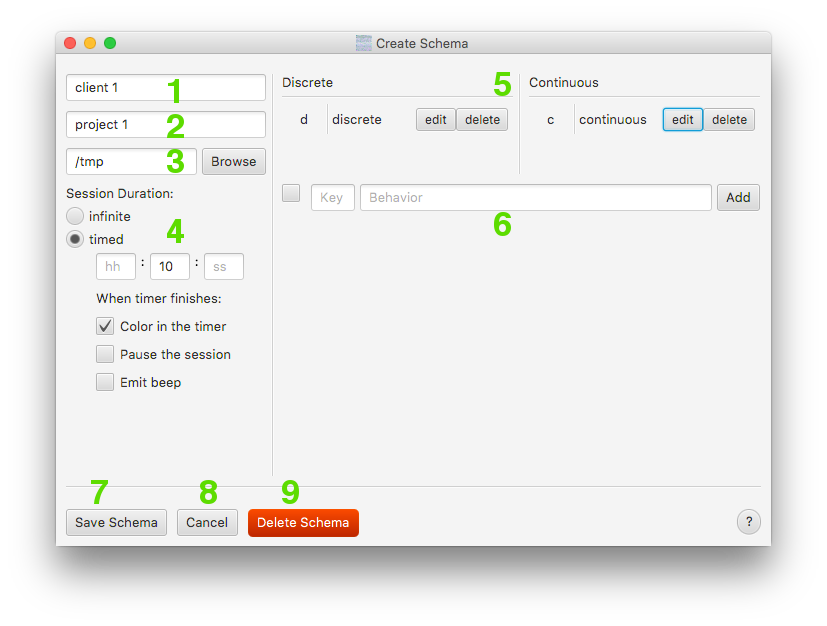 Create Schema
client 1
1
project 1
2
/tmp
3
Browse
Session Duration:
infinite
timed
4
hh : 10 : ss
When timer finishes:
Color in the timer
Pause the session
Emit beep
Discrete
5
Continuous
d discrete edit delete
c continuous edit delete
Key Behavior Add
6
7
8
9
Save Schema Cancel Delete Schema ?